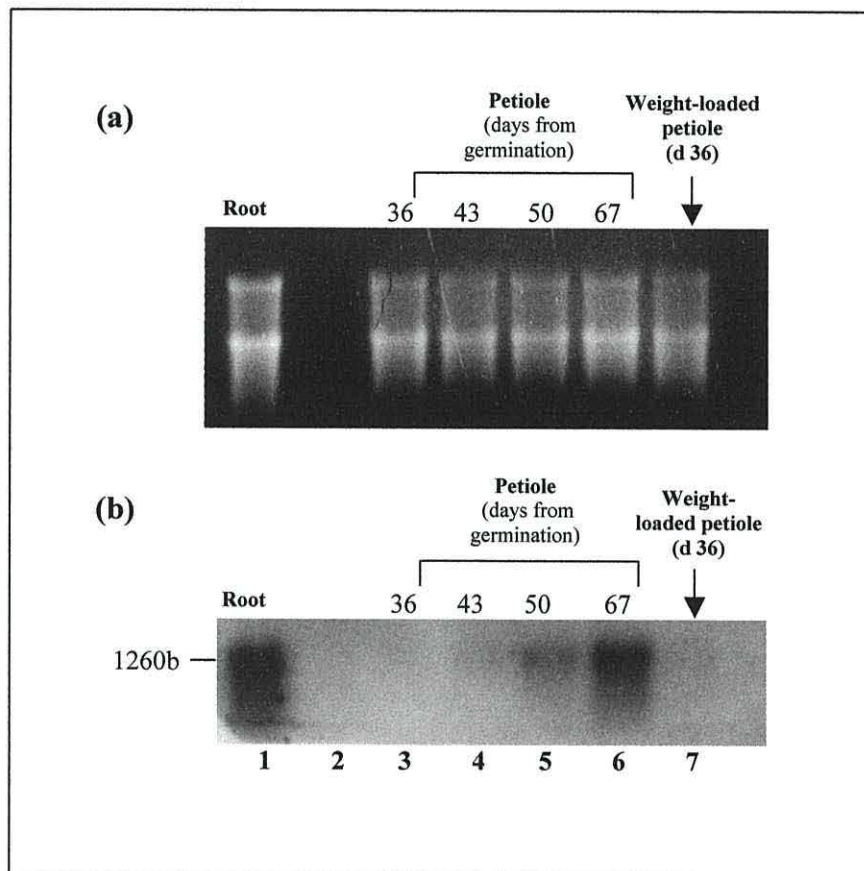 (a)
Petiole
(days from
germination)
Weight-loaded
petiole
(d 36)
Root
36 43 50 67
(b)
Petiole
(days from
germination)
Weight-
loaded petiole
(d 36)
Root
36 43 50 67
1260b
1 2 3 4 5 6 7